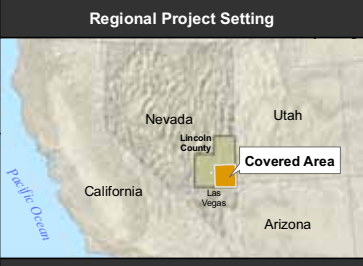 Regional Project Setting
Nevada
Utah
Lincoln
County
Covered Area
Pacific Ocean
California
Las
Vegas
Arizona